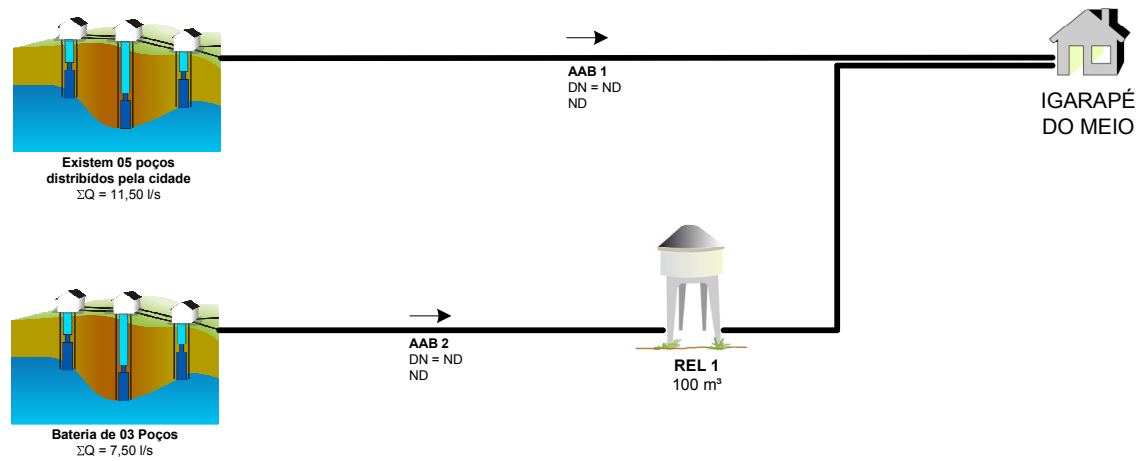 AAB 1
DN = ND
ND
IGARAPÉ
DO MEIO
Existem 05 poços
distribídos pela cidade
ΣQ = 11,50 l/s
AAB 2
DN = ND
ND
REL 1
100 m³
Bateria de 03 Poços
ΣQ = 7,50 l/s